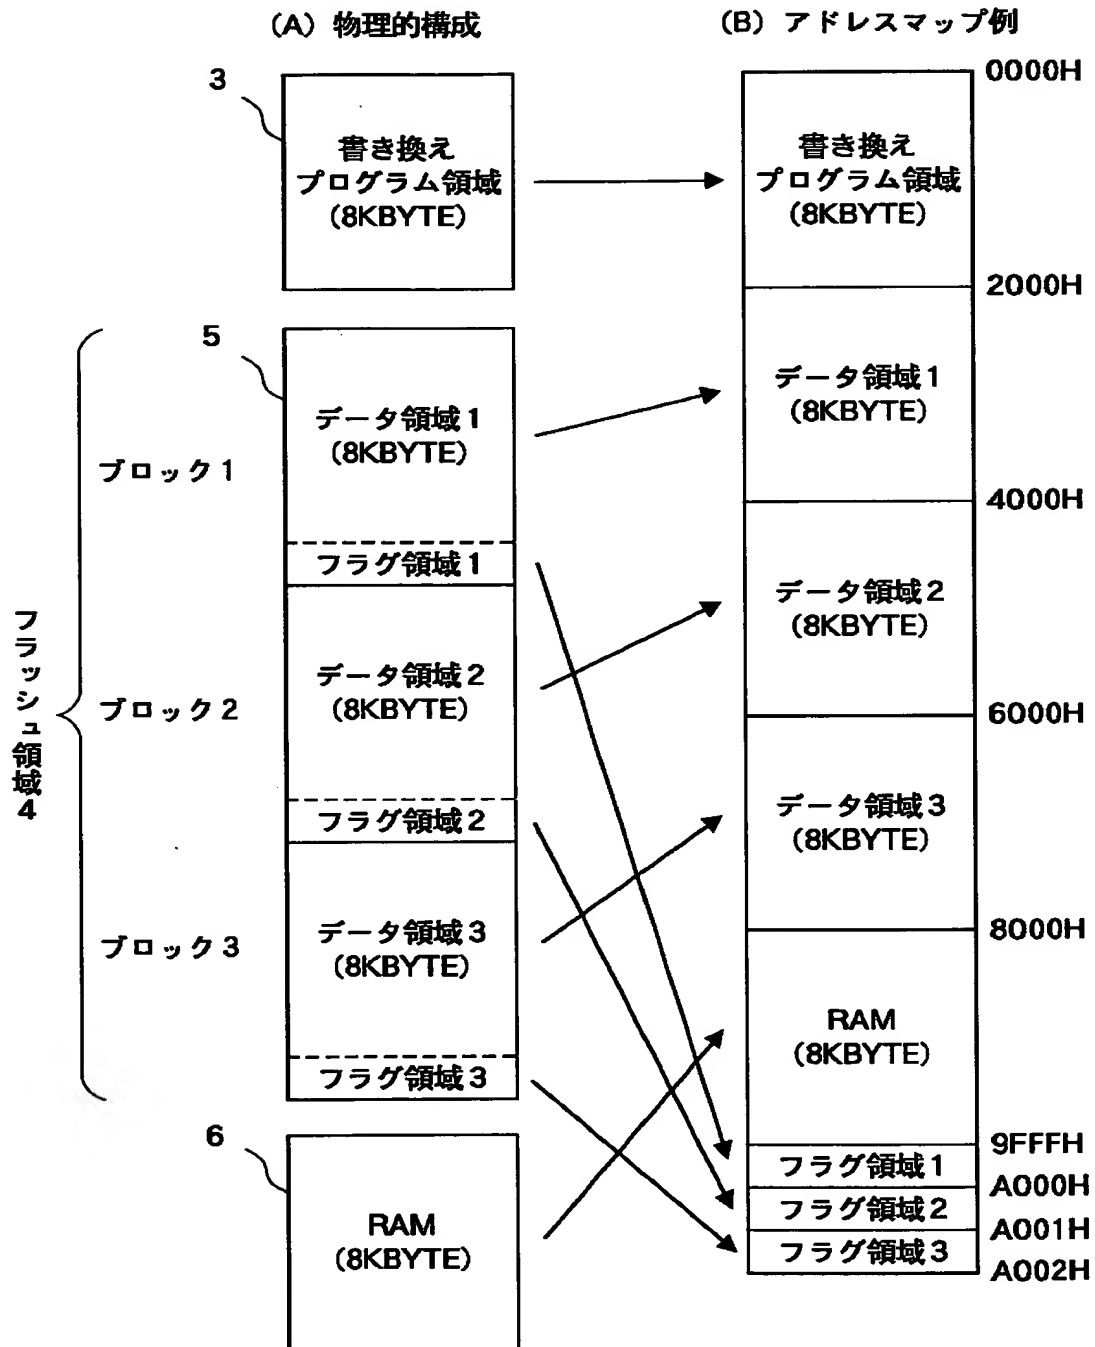 (A) 物理的構成
3
書き換え
プログラム領域
(8KBYTE)
5
データ領域1
(8KBYTE)
フラグ領域1
データ領域2
(8KBYTE)
フラグ領域2
データ領域3
(8KBYTE)
フラグ領域3
ブロック1
ブロック2
ブロック3
フラッシュ領域4
6
RAM
(8KBYTE)
(B) アドレスマップ例
0000H
書き換え
プログラム領域
(8KBYTE)
2000H
データ領域1
(8KBYTE)
4000H
データ領域2
(8KBYTE)
6000H
データ領域3
(8KBYTE)
8000H
RAM
(8KBYTE)
9FFFH
フラグ領域1
A000H
フラグ領域2
A001H
フラグ領域3
A002H